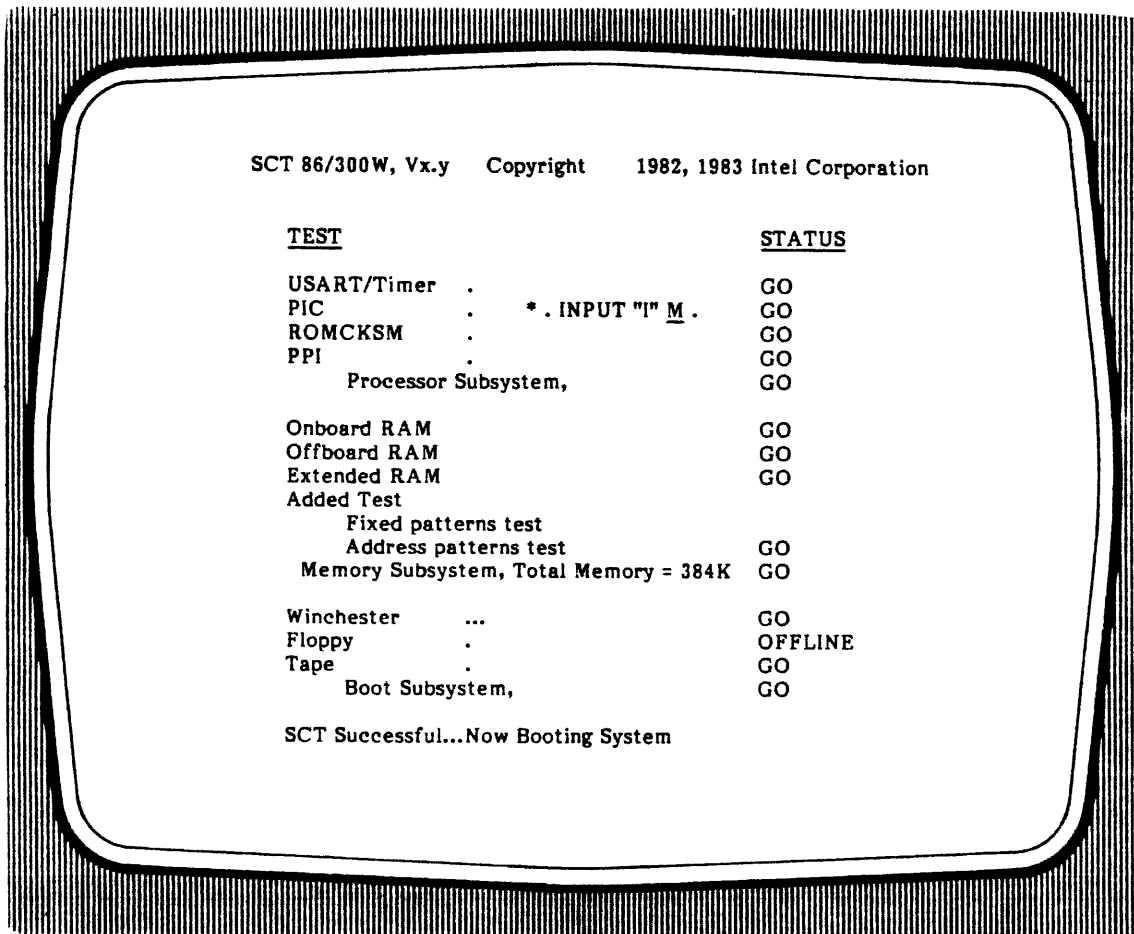 SCT 86/300W, Vx.y Copyright 1982, 1983 Intel Corporation
TEST STATUS
USART/Timer . GO
PIC . * . INPUT "I" M . GO
ROMCKSM . GO
PPI . GO
Processor Subsystem, GO
Onboard RAM GO
Offboard RAM GO
Extended RAM GO
Added Test
Fixed patterns test
Address patterns test GO
Memory Subsystem, Total Memory = 384K GO
Winchester ... GO
Floppy . OFFLINE
Tape . GO
Boot Subsystem, GO
SCT Successful...Now Booting System